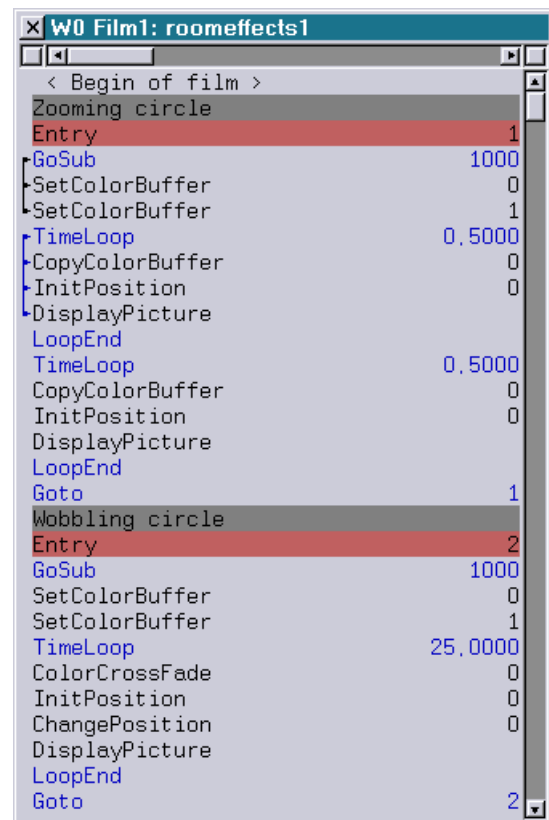 W0 Film1: roomeffects1
< Begin of film >
Zooming circle
Entry 1
GoSub 1000
SetColorBuffer 0
SetColorBuffer 1
TimeLoop 0,5000
CopyColorBuffer 0
InitPosition 0
DisplayPicture
LoopEnd
TimeLoop 0,5000
CopyColorBuffer 0
InitPosition 0
DisplayPicture
LoopEnd
Goto 1
Wobbling circle
Entry 2
GoSub 1000
SetColorBuffer 0
SetColorBuffer 1
TimeLoop 25,0000
ColorCrossFade 0
InitPosition 0
ChangePosition 0
DisplayPicture
LoopEnd
Goto 2